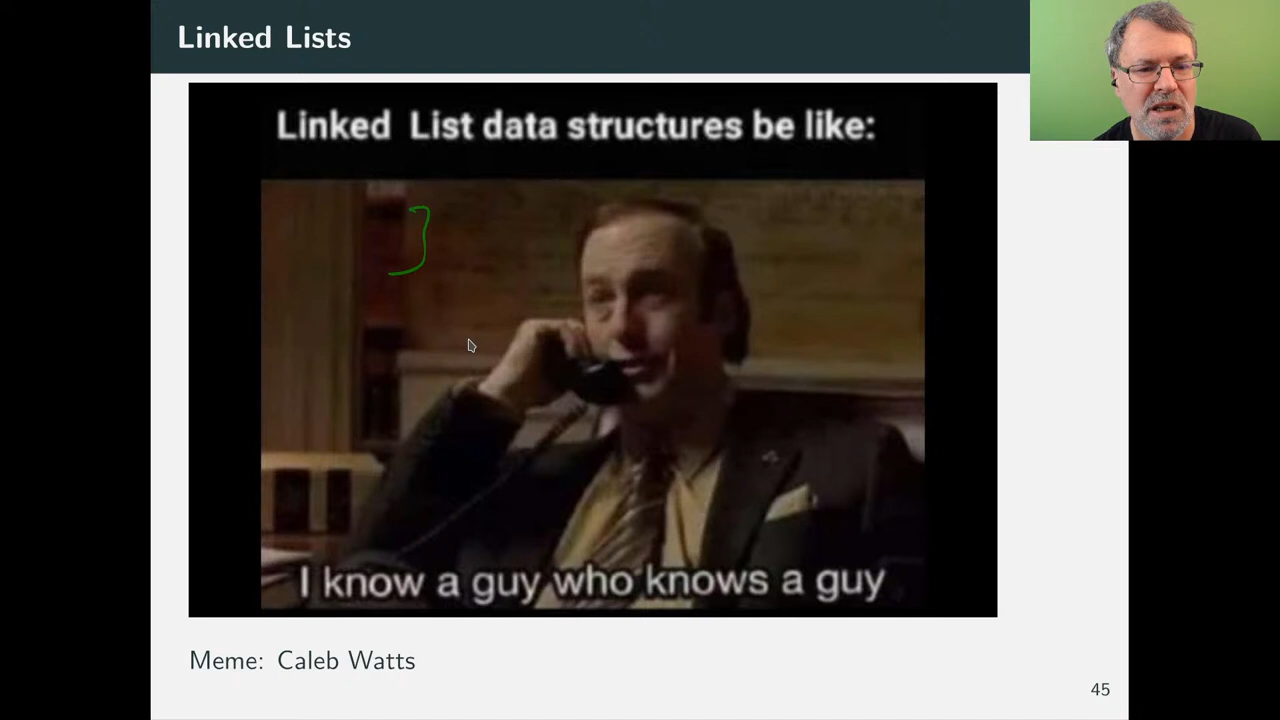 Linked Lists
Linked List data structures be like:
I know a guy who knows a guy
Meme: Caleb Watts
45